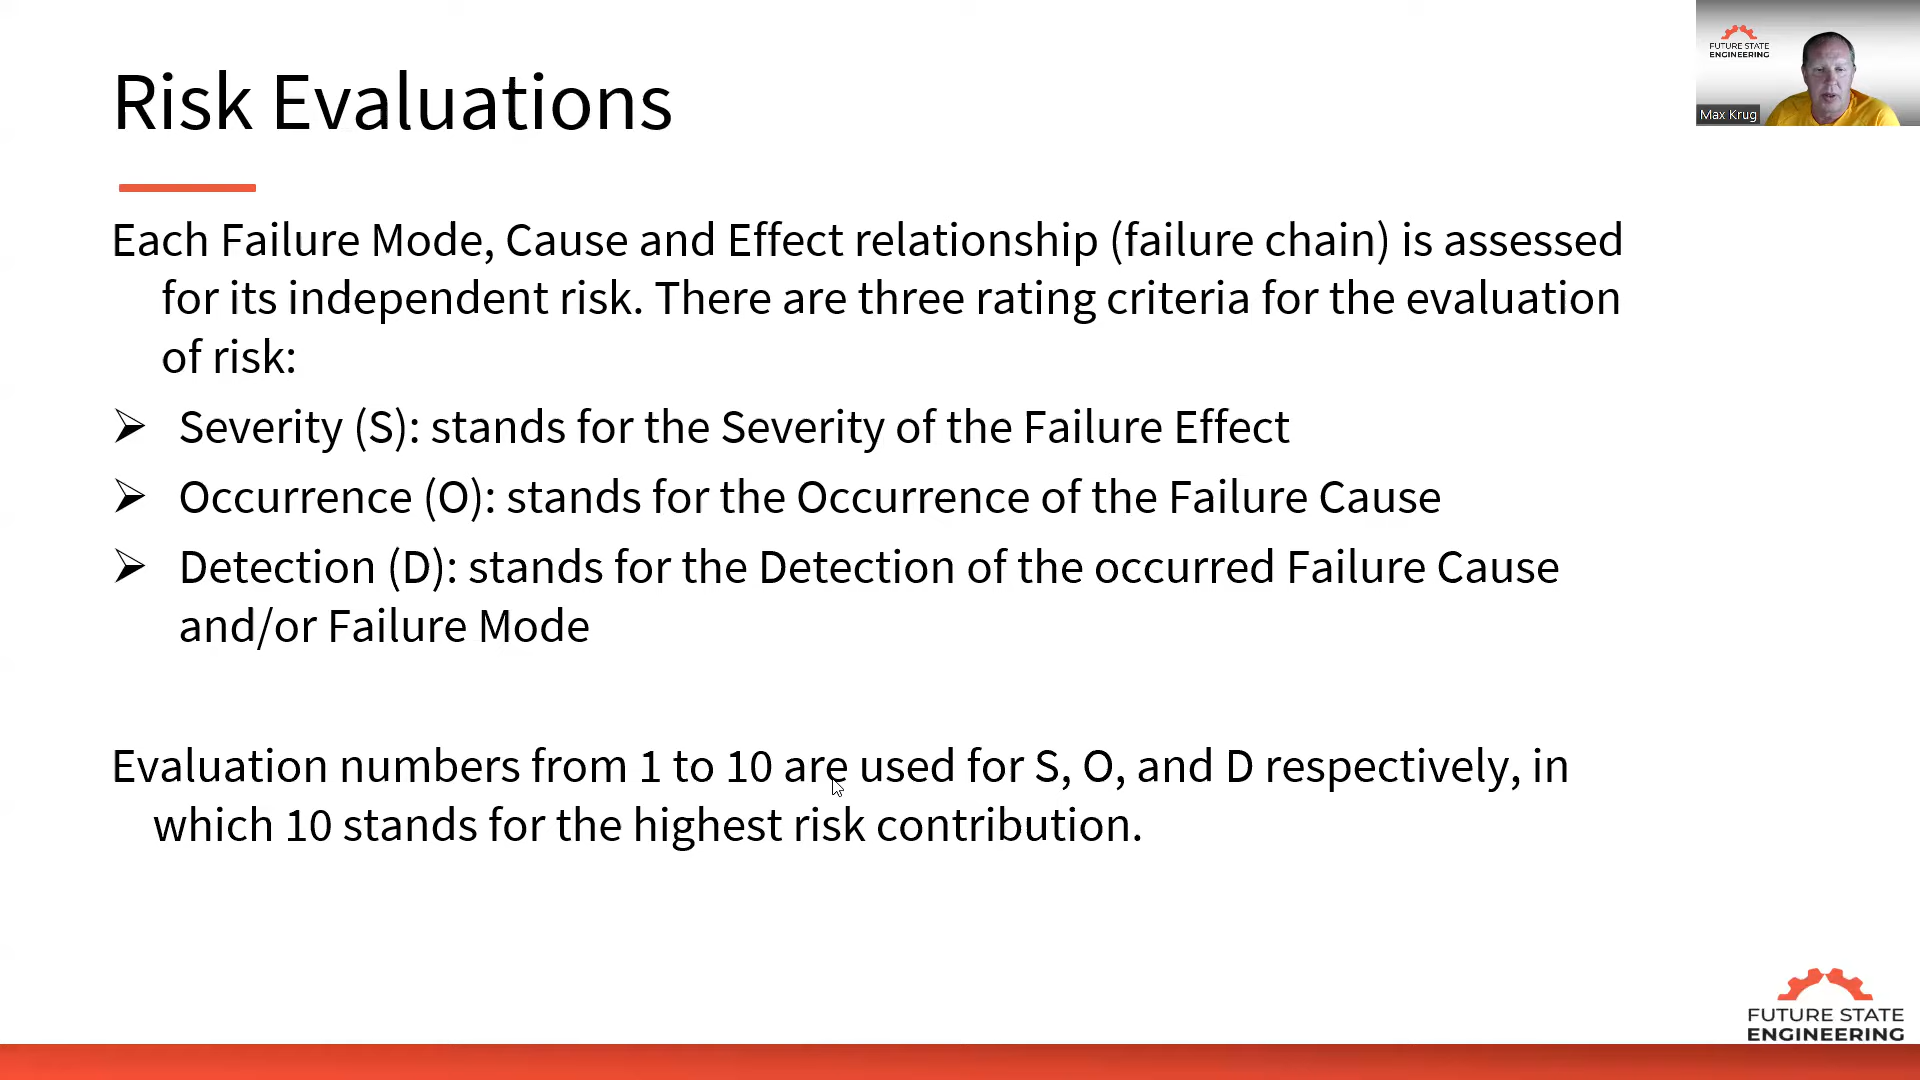 Risk Evaluations
FUTURE STATE
ENGINEERING
Max Krug
Each Failure Mode, Cause and Effect relationship (failure chain) is assessed
for its independent risk. There are three rating criteria for the evaluation
of risk:
➢ Severity (S): stands for the Severity of the Failure Effect
➢ Occurrence (O): stands for the Occurrence of the Failure Cause
➢ Detection (D): stands for the Detection of the occurred Failure Cause
and/or Failure Mode
Evaluation numbers from 1 to 10 are used for S, O, and D respectively, in
which 10 stands for the highest risk contribution.
FUTURE STATE
ENGINEERING